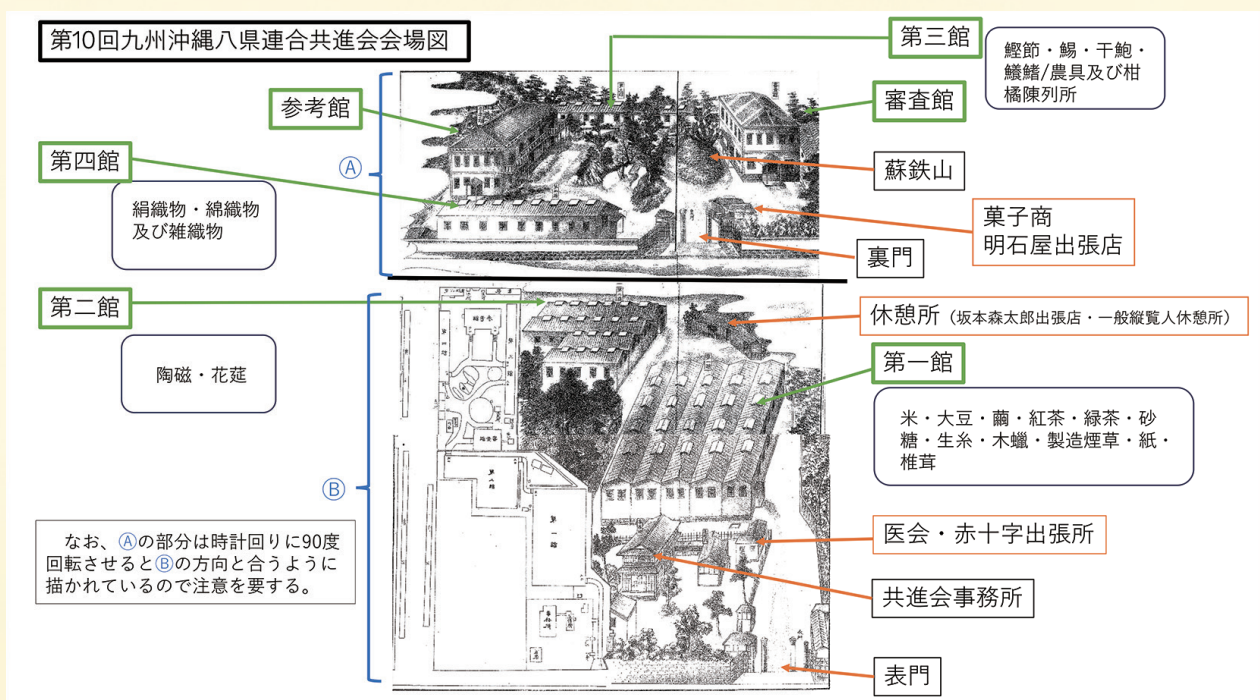 第10回九州沖縄八県連合共進会会場図
第三館
鰹節・鯣・干鮑・
鱶鰭/農具及び柑
橘陳列所
参考館
審査館
Ⓐ
第四館
絹織物・綿織物
及び雑織物
蘇鉄山
菓子商
明石屋出張店
裏門
第二館
陶磁・花莚
休憩所（坂本森太郎出張店・一般縦覧人休憩所）
第一館
米・大豆・繭・紅茶・緑茶・砂
糖・生糸・木蠟・製造煙草・紙・
椎茸
Ⓑ
なお、Ⓐの部分は時計回りに90度
回転させるとⒷの方向と合うように
描かれているので注意を要する。
医会・赤十字出張所
共進会事務所
表門
第二館
第一館